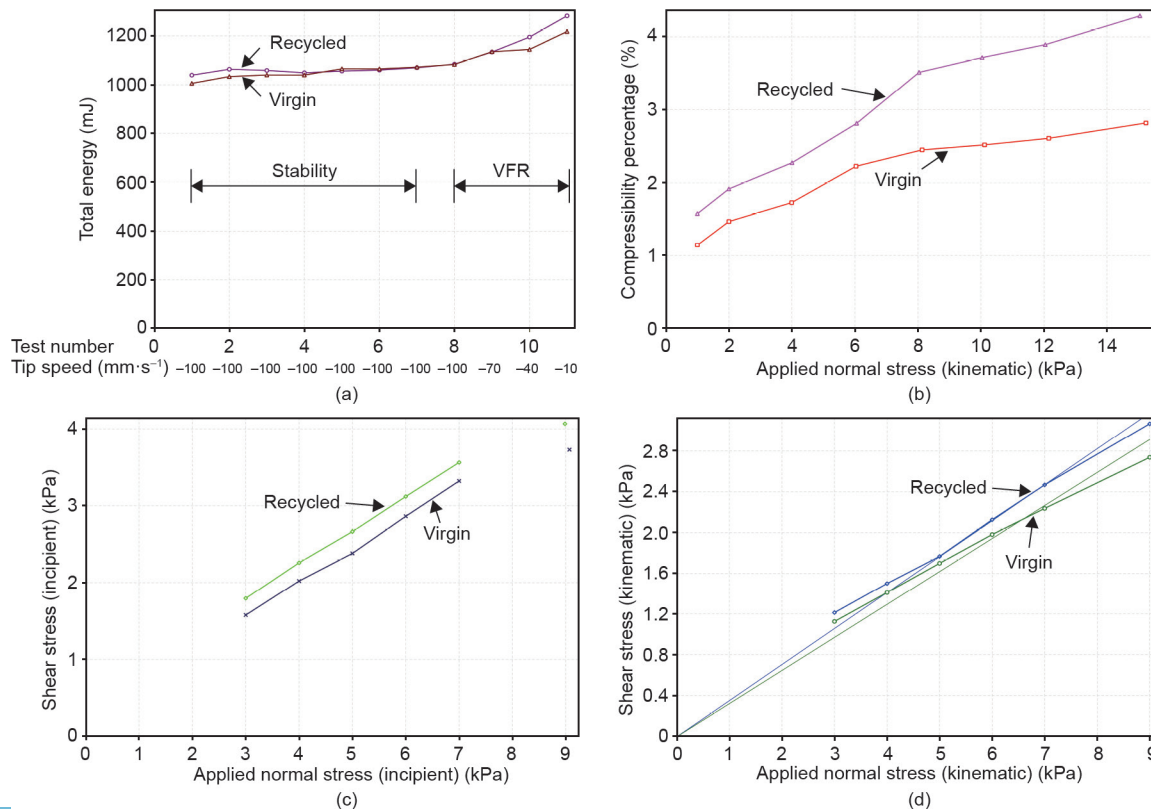 1200
1000
800
600
400
200
0
Total energy (mJ)
Recycled
Virgin
Stability
VFR
0 2 4 6 8 10
Test number
Tip speed (mm·s⁻¹) –100 –100 –100 –100 –100 –100 –100 –100 –70 –40 –10
(a)
4
3
2
1
0
Compressibility percentage (%)
Recycled
Virgin
0 2 4 6 8 10 12 14
Applied normal stress (kinematic) (kPa)
(b)
4
3
2
1
0
Shear stress (incipient) (kPa)
Recycled
Virgin
0 1 2 3 4 5 6 7 9
Applied normal stress (incipient) (kPa)
(c)
2.8
2.4
2.0
1.6
1.2
0.8
0.4
0
Shear stress (kinematic) (kPa)
Recycled
Virgin
0 1 2 3 4 5 6 7 9
Applied normal stress (kinematic) (kPa)
(d)